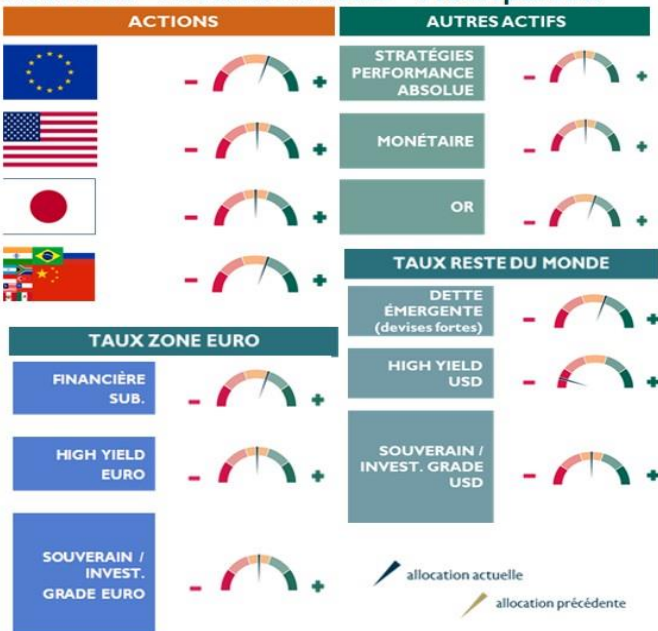 ACTIONS
AUTRES ACTIFS
STRATÉGIES
PERFORMANCE
ABSOLUE
MONÉTAIRE
OR
TAUX RESTE DU MONDE
DETTE
ÉMERGENTE
(devises fortes)
HIGH YIELD
USD
SOUVERAIN /
INVEST. GRADE
USD
TAUX ZONE EURO
FINANCIÈRE
SUB.
HIGH YIELD
EURO
SOUVERAIN /
INVEST.
GRADE EURO
allocation actuelle
allocation précédente